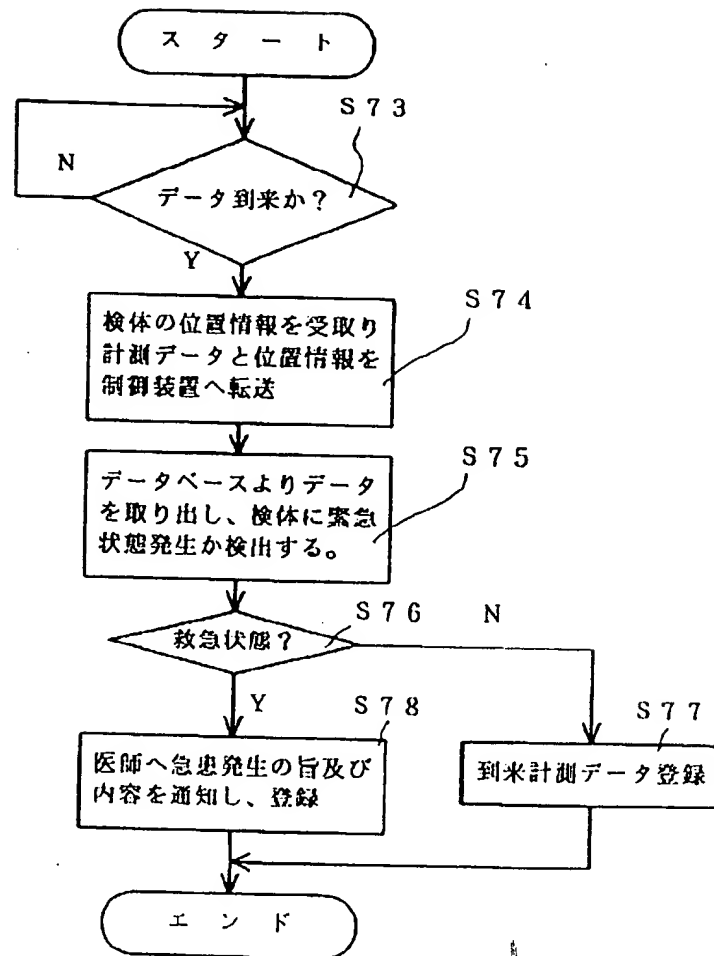 スタート
S73
N
データ到来か？
Y
S74
検体の位置情報を受取り
計測データと位置情報を
制御装置へ転送
S75
データベースよりデータ
を取り出し、検体に緊急
状態発生か検出する。
S76
N
救急状態？
Y
S78
S77
医師へ急患発生の旨及び
内容を通知し、登録
到来計測データ登録
エンド